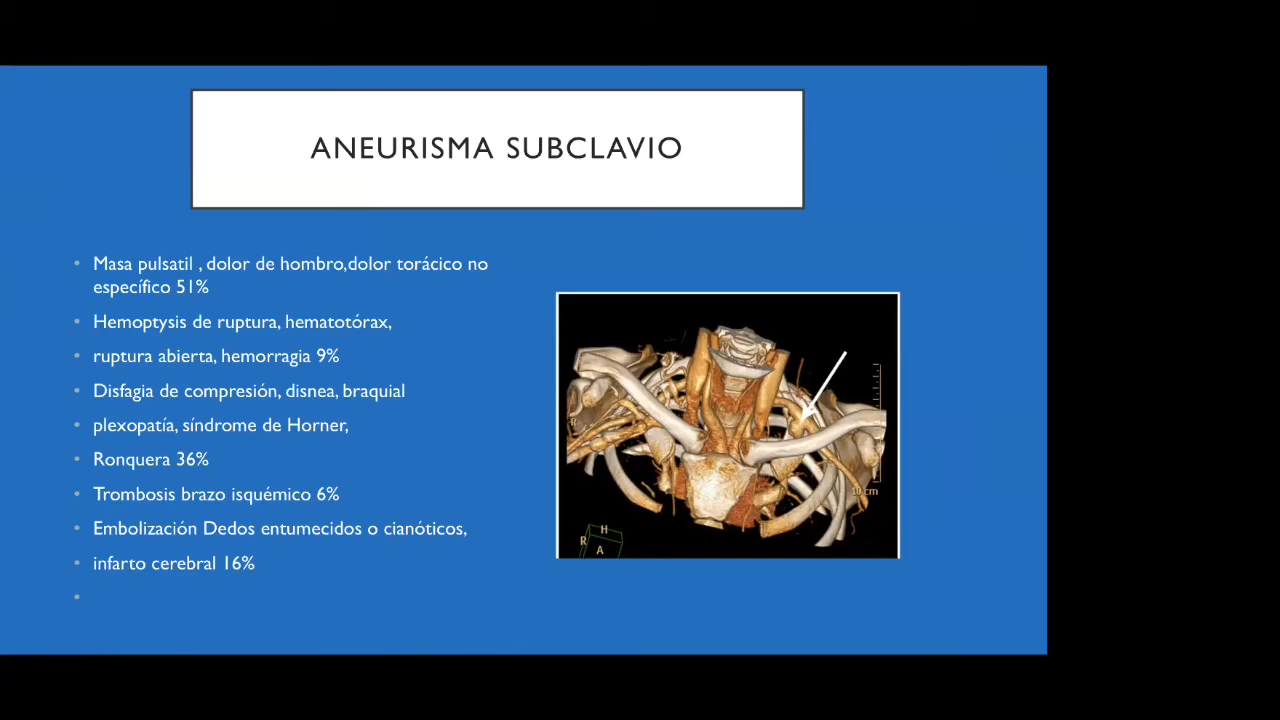 ANEURISMA SUBCLAVIO
Masa pulsatil , dolor de hombro,dolor torácico no
específico 51%
Hemoptysis de ruptura, hematotórax,
ruptura abierta, hemorragia 9%
Disfagia de compresión, disnea, braquial
plexopatía, síndrome de Horner,
Ronquera 36%
Trombosis brazo isquémico 6%
Embolización Dedos entumecidos o cianóticos,
infarto cerebral 16%
R
10 cm
H
R
A